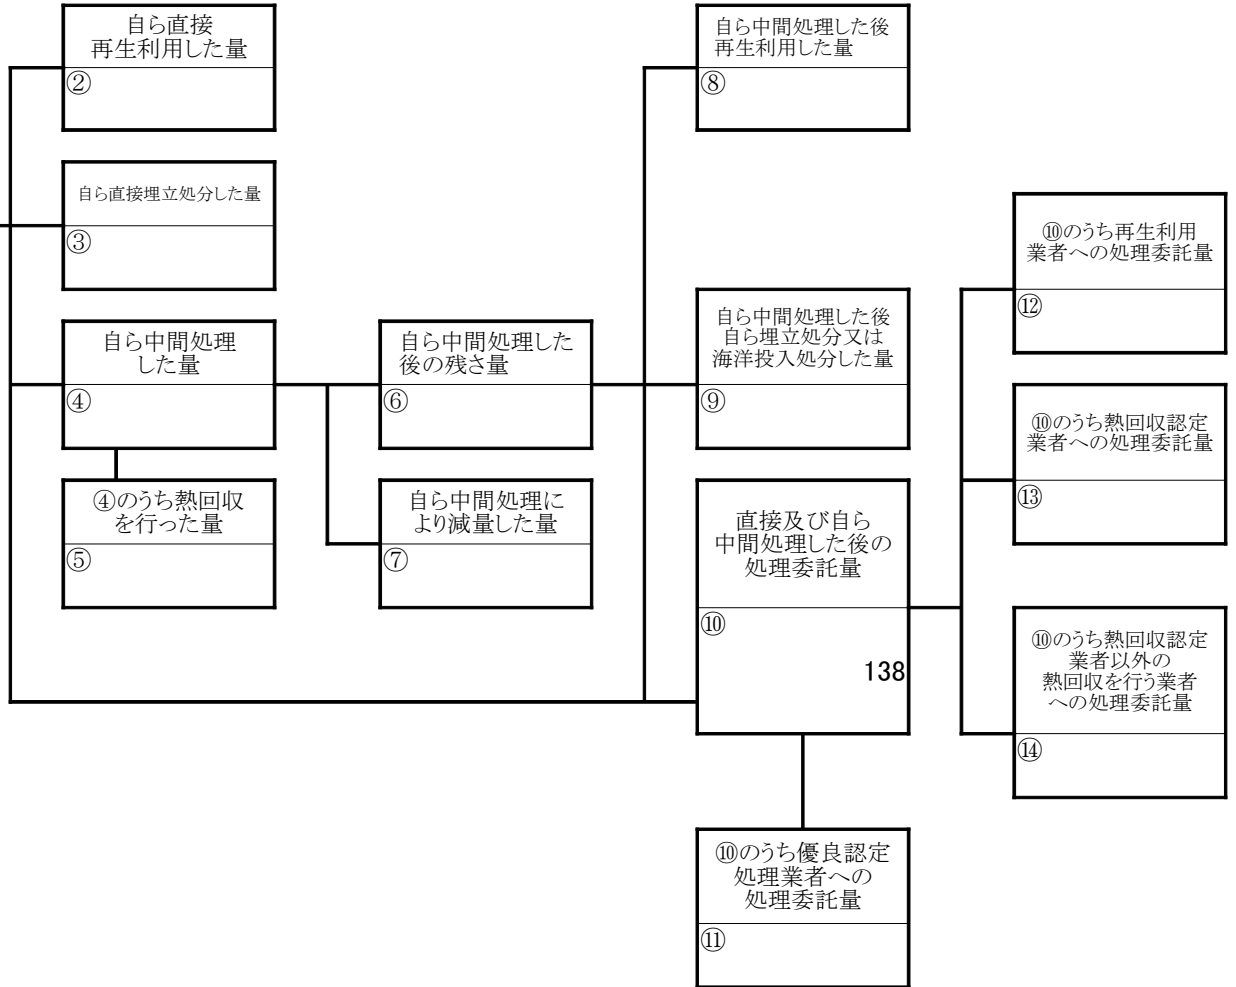 自ら直接
再生利用した量
②
自ら中間処理した後
再生利用した量
⑧
自ら直接埋立処分した量
③
⑩のうち再生利用
業者への処理委託量
⑫
自ら中間処理
した量
④
自ら中間処理した
後の残さ量
⑥
自ら中間処理した後
自ら埋立処分又は
海洋投入処分した量
⑨
⑩のうち熱回収認定
業者への処理委託量
⑬
④のうち熱回収
を行った量
⑤
自ら中間処理に
より減量した量
⑦
直接及び自ら
中間処理した後の
処理委託量
⑩
138
⑩のうち熱回収認定
業者以外の
熱回収を行う業者
への処理委託量
⑭
⑩のうち優良認定
処理業者への
処理委託量
⑪